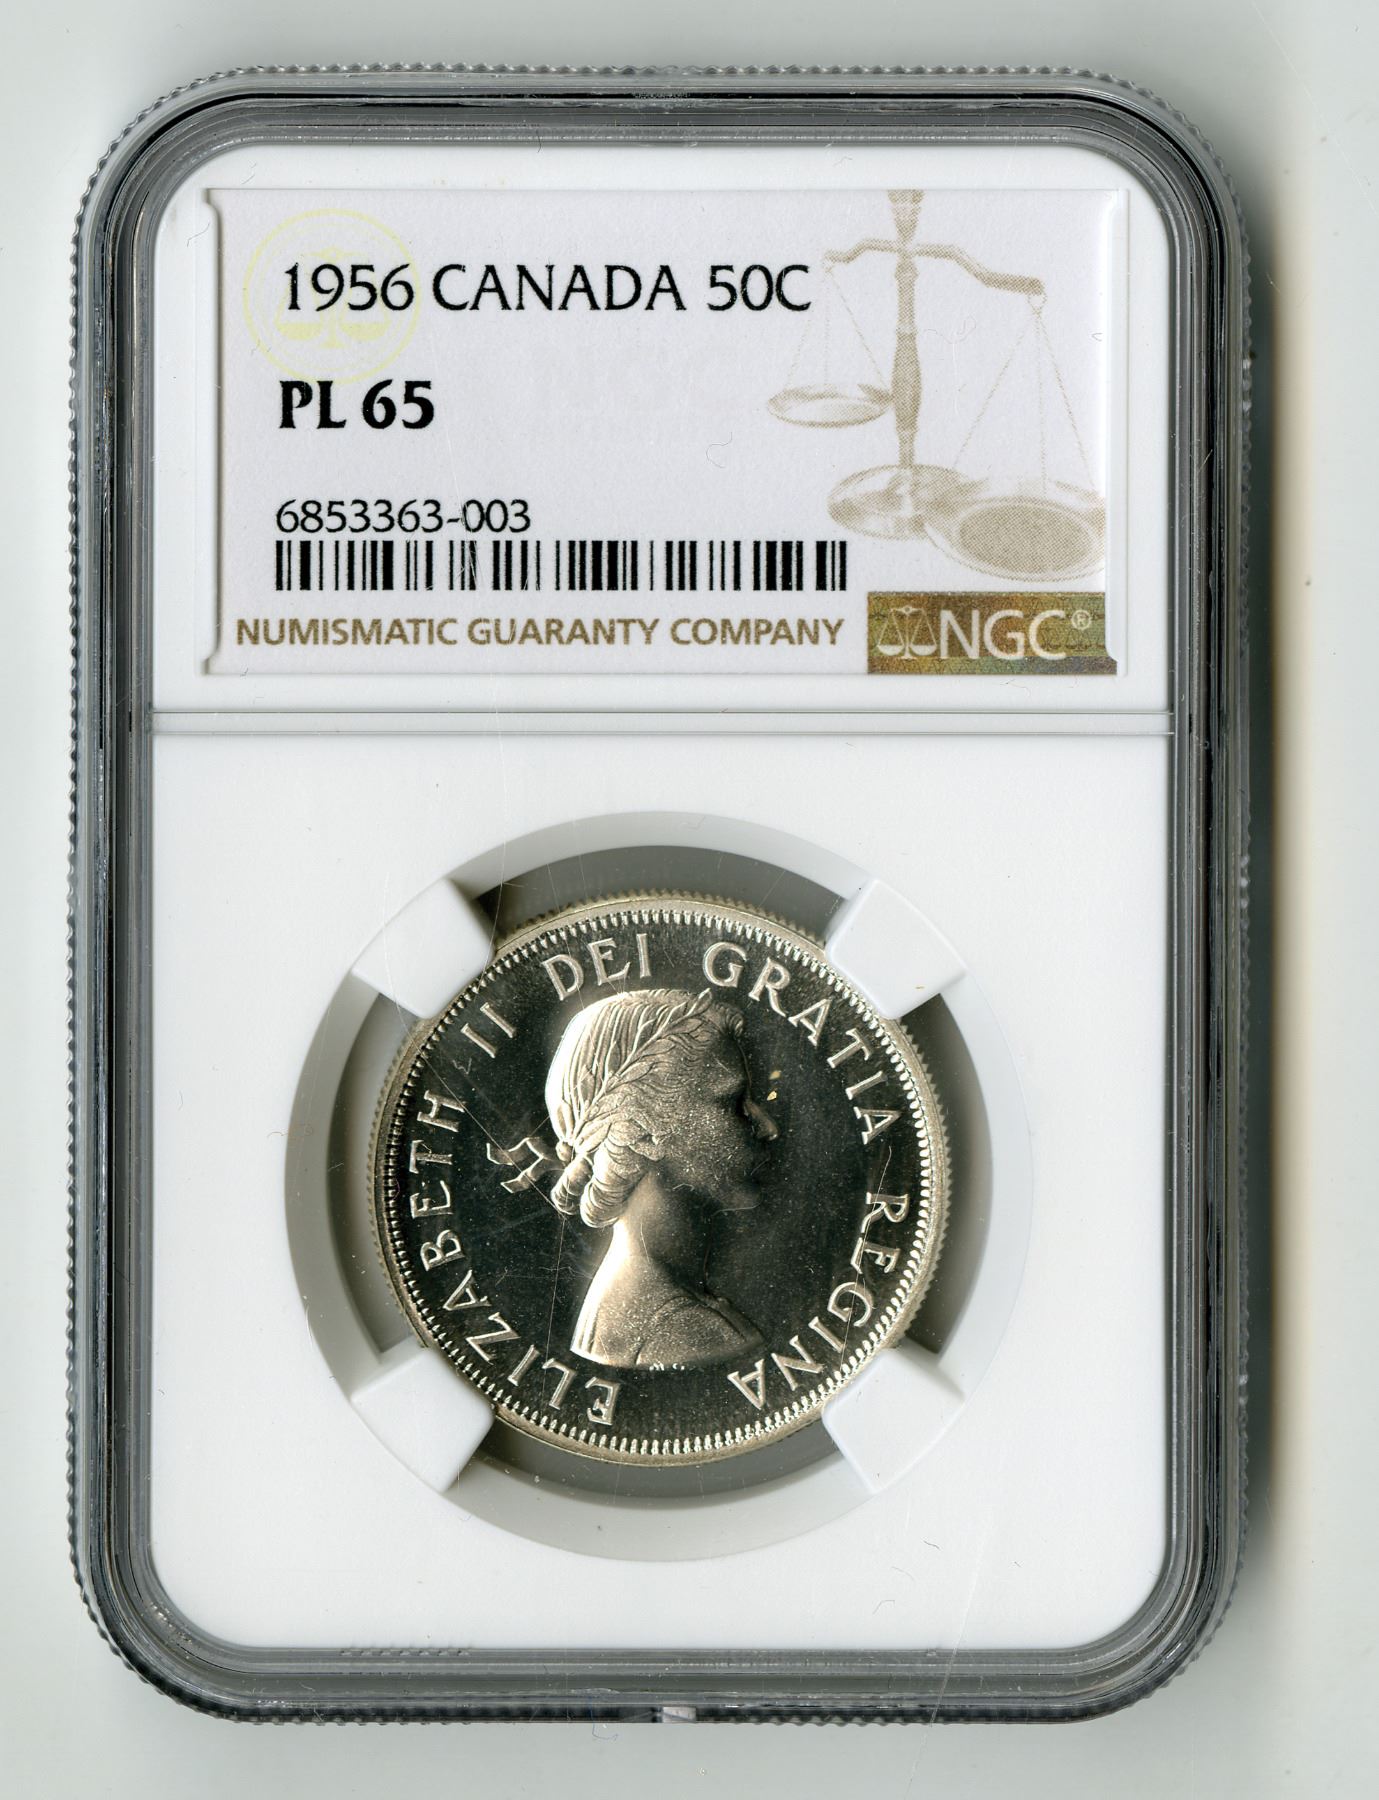 1956 CANADA 50C
PL 65
6853363-003
NUMISMATIC GUARANTY COMPANY
NGC®
ELIZABETH II DEI GRATIA REGINA